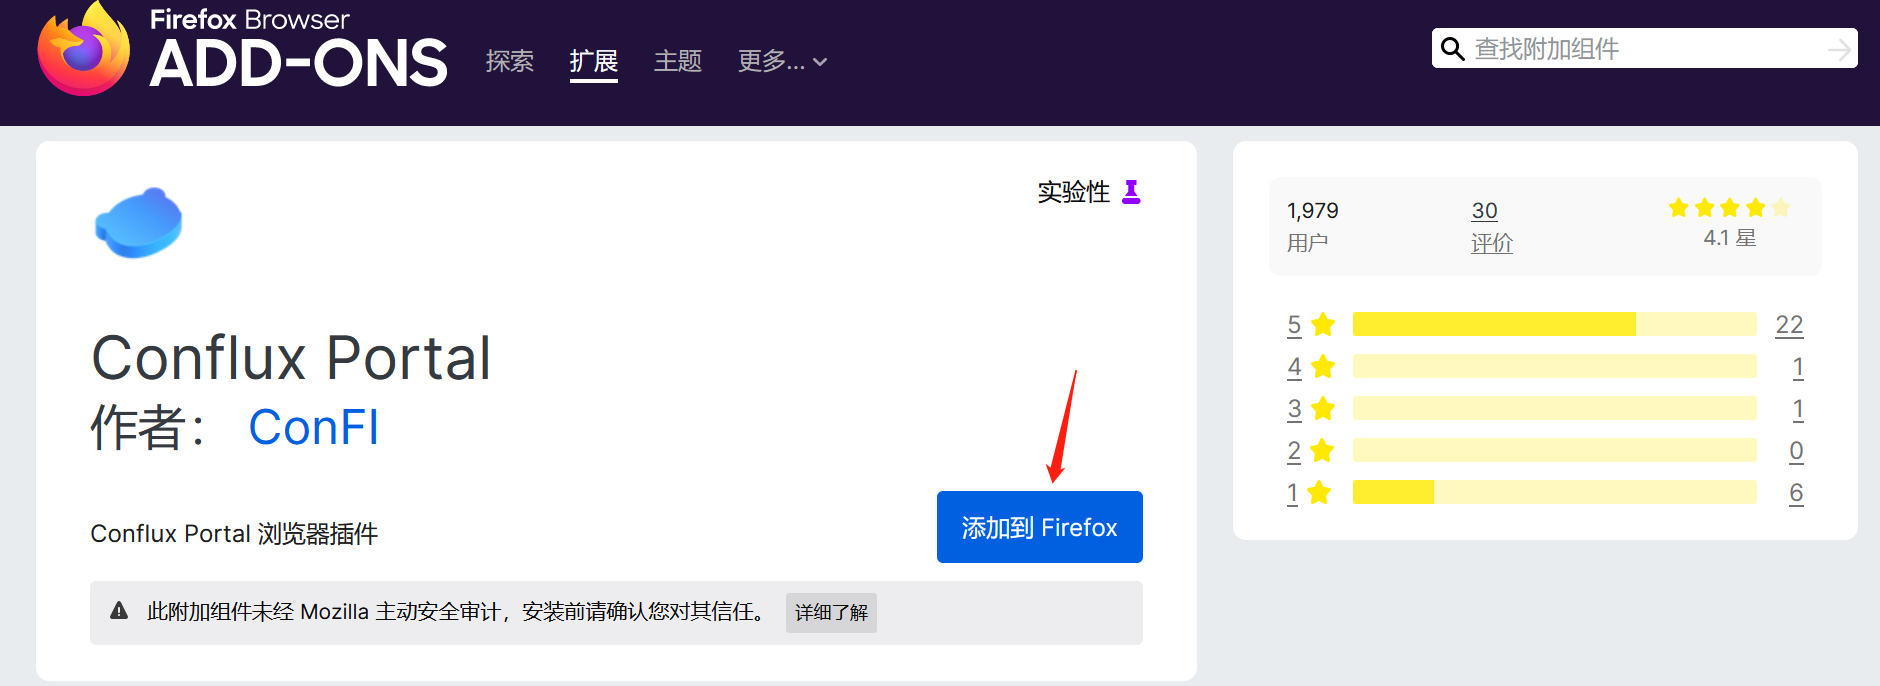 Firefox Browser
ADD-ONS
探索 扩展 主题 更多...
查找附加组件
实验性
Conflux Portal
作者： ConFI
Conflux Portal 浏览器插件
添加到 Firefox
此附加组件未经 Mozilla 主动安全审计，安装前请确认您对其信任。 详细了解
1,979 30
用户 评价 4.1 星
5 22
4 1
3 1
2 0
1 6